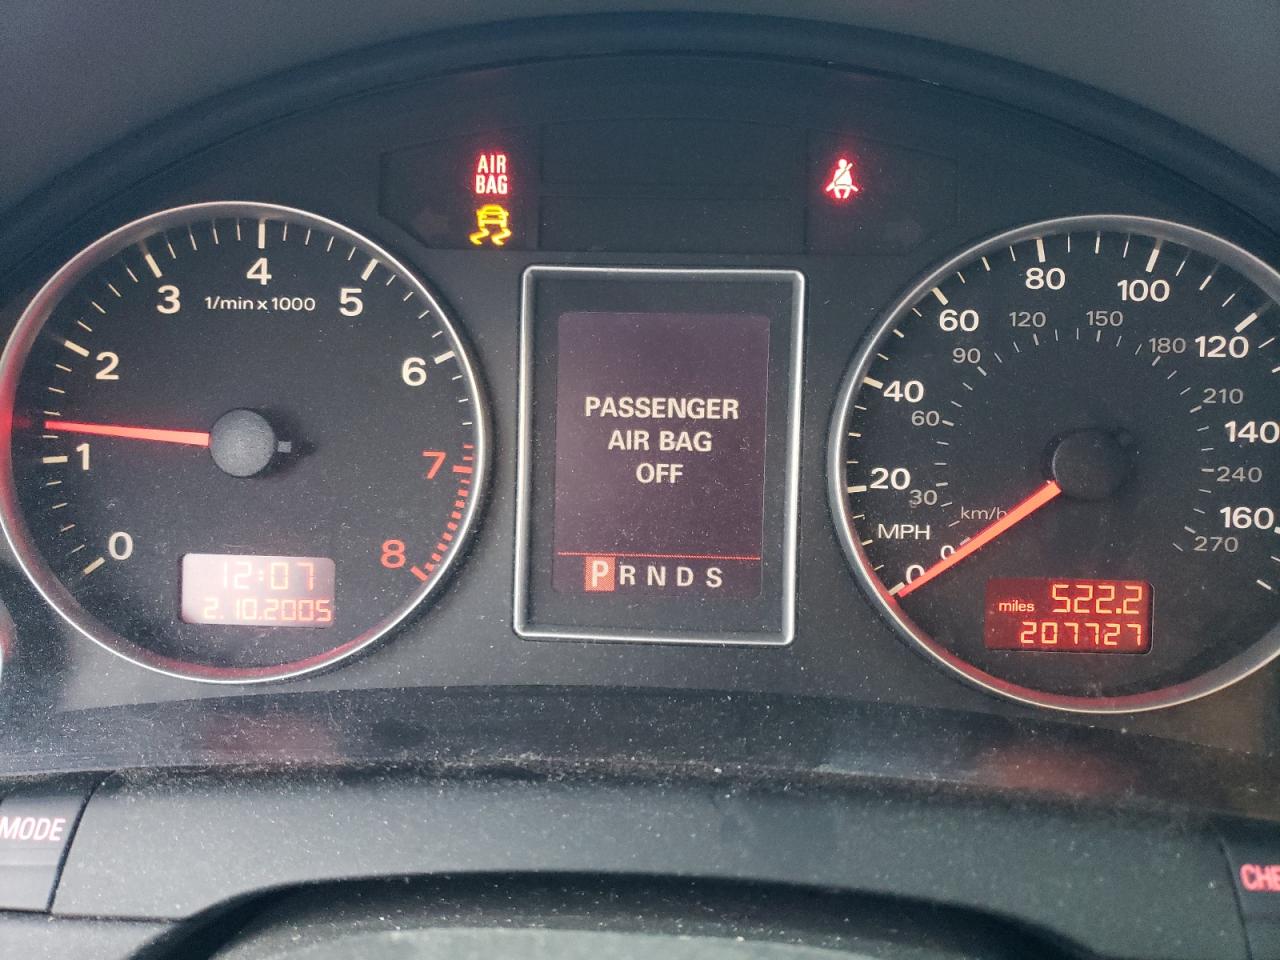 AIR
BAG
0
1
2
3
4
5
6
7
8
1/min x 1000
12:07
2.10.2005
PASSENGER
AIR BAG
OFF
P R N D S
0
20
40
60
80
100
120
140
160
MPH
0
30
60
90
120
150
180
210
240
270
km/h
miles 522.2
207727
MODE
CHE